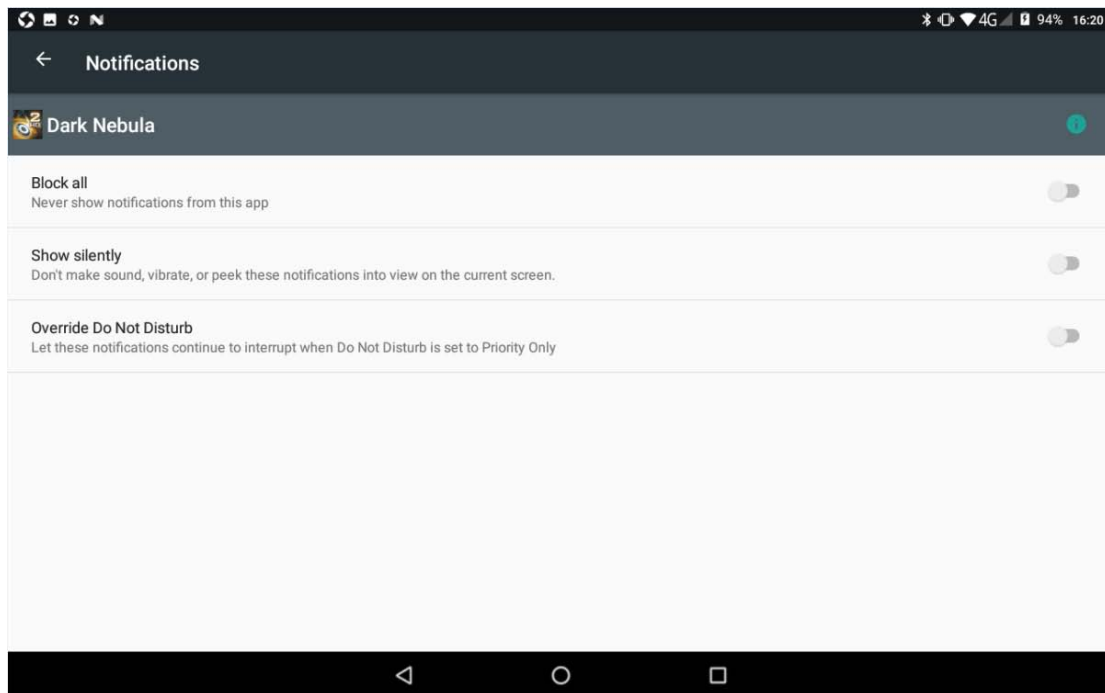 4G 94% 16:20
Notifications
Dark Nebula
Block all
Never show notifications from this app
Show silently
Don't make sound, vibrate, or peek these notifications into view on the current screen.
Override Do Not Disturb
Let these notifications continue to interrupt when Do Not Disturb is set to Priority Only